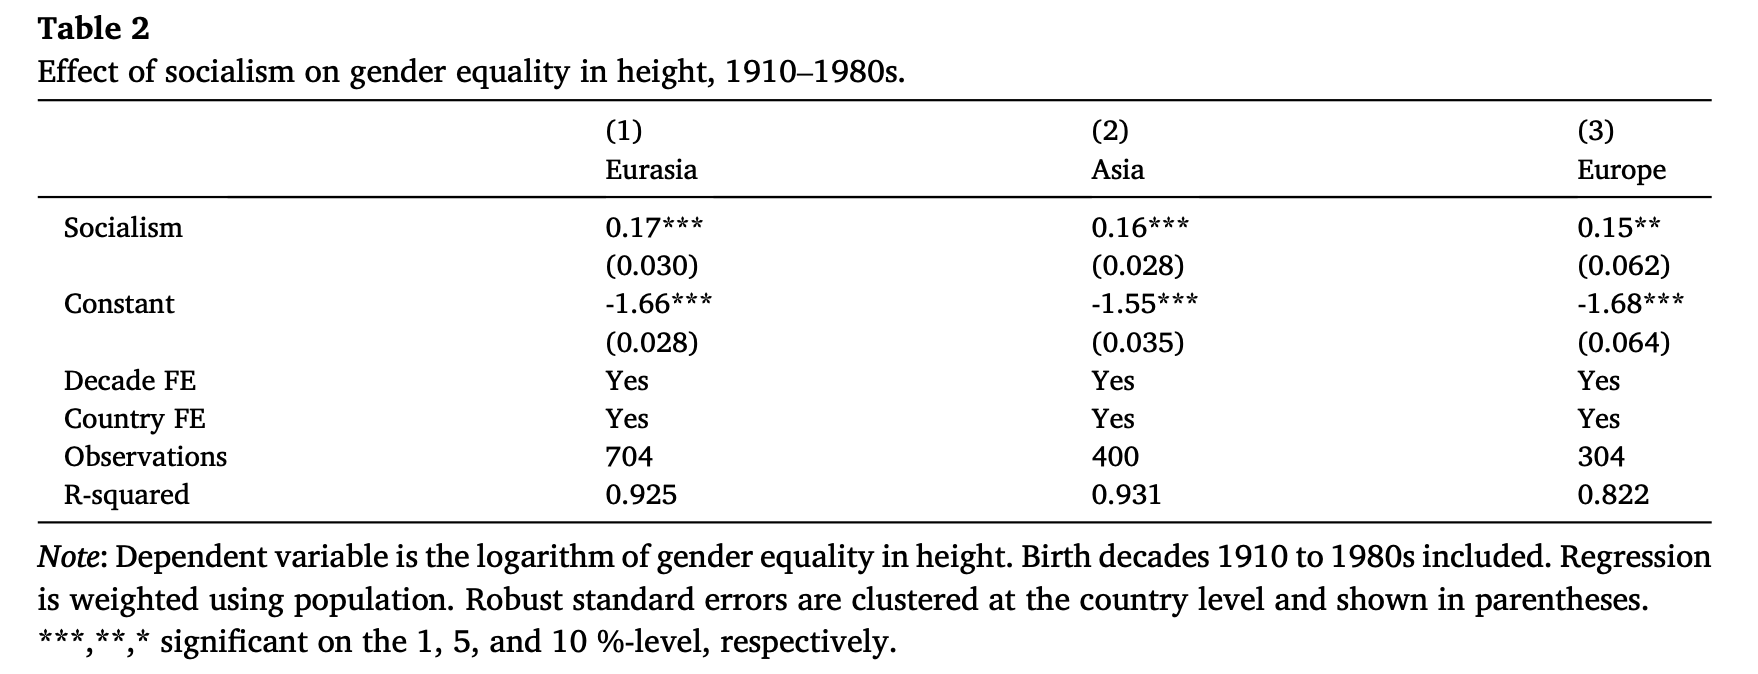 Table 2
Effect of socialism on gender equality in height, 1910–1980s.
(1) (2) (3)
Eurasia Asia Europe
Socialism 0.17*** 0.16*** 0.15**
(0.030) (0.028) (0.062)
Constant -1.66*** -1.55*** -1.68***
(0.028) (0.035) (0.064)
Decade FE Yes Yes Yes
Country FE Yes Yes Yes
Observations 704 400 304
R-squared 0.925 0.931 0.822
Note: Dependent variable is the logarithm of gender equality in height. Birth decades 1910 to 1980s included. Regression
is weighted using population. Robust standard errors are clustered at the country level and shown in parentheses.
***,**,* significant on the 1, 5, and 10 %-level, respectively.